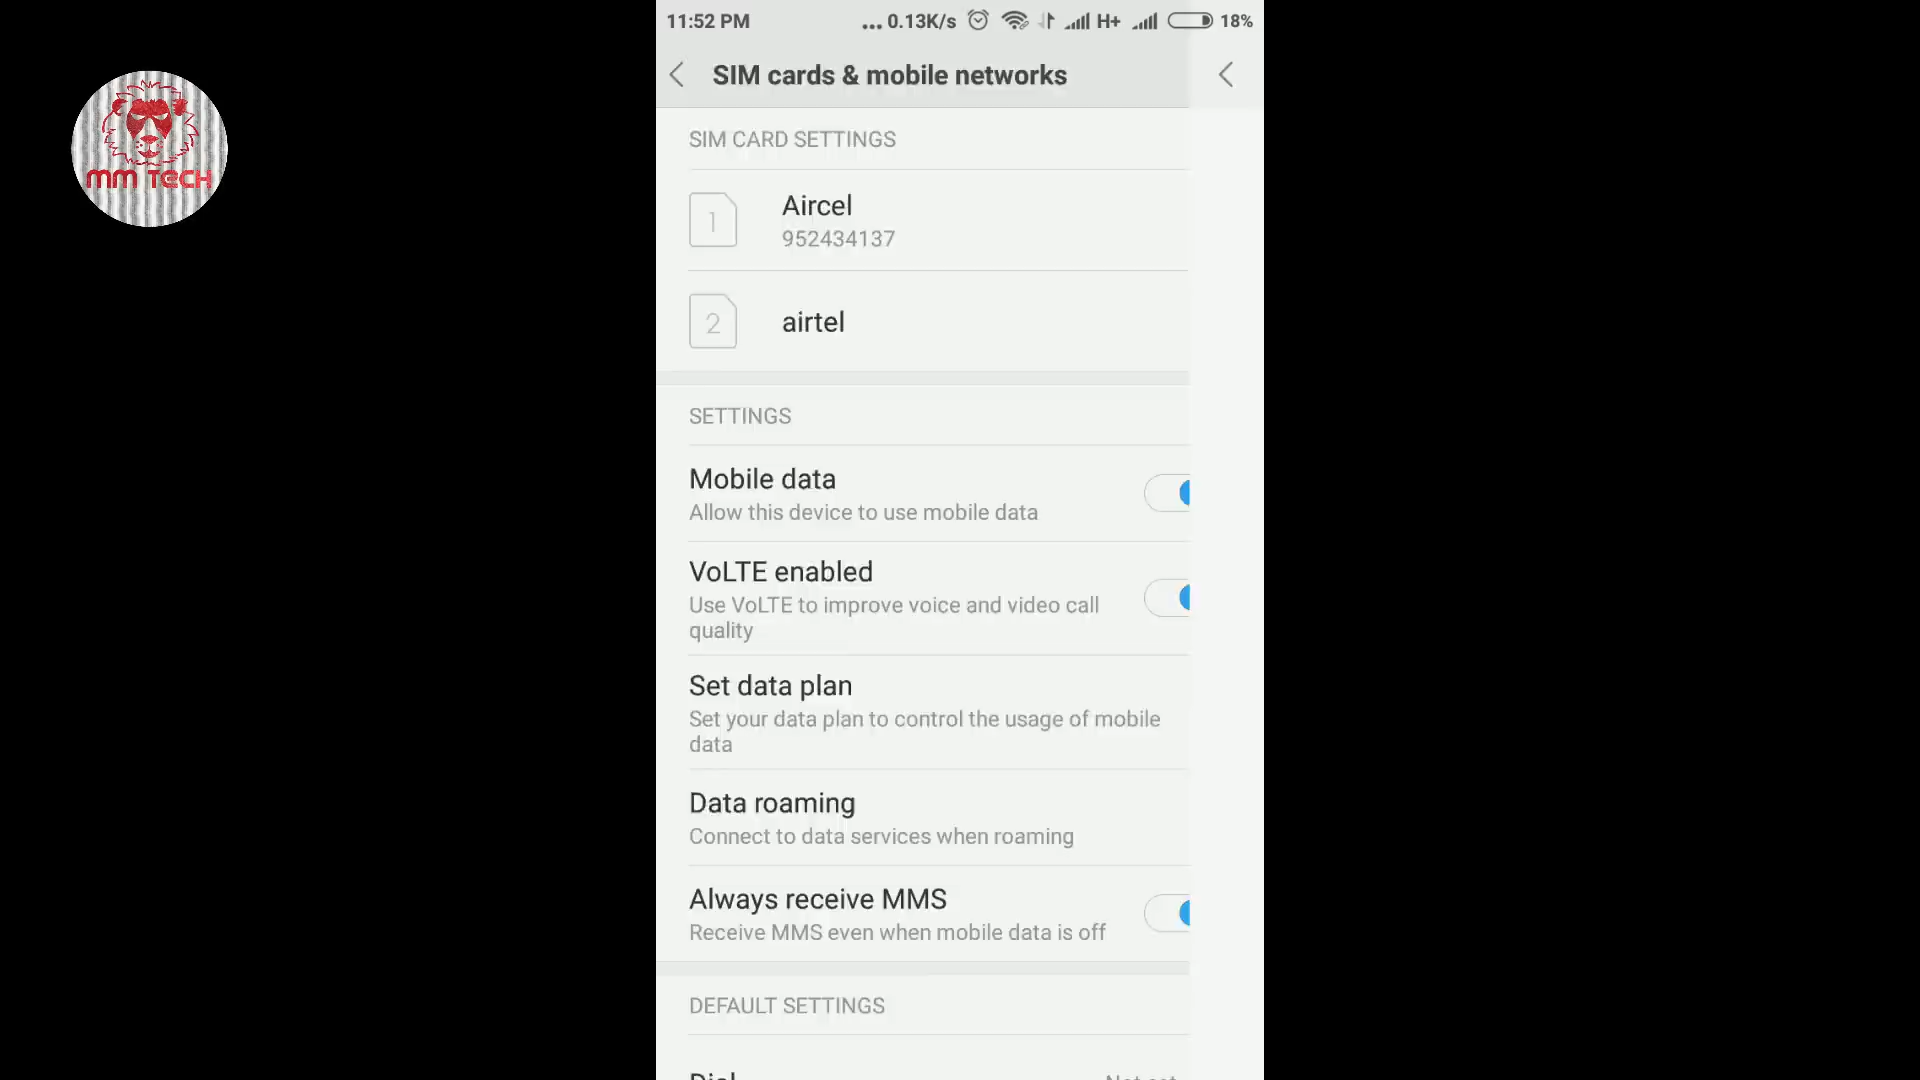 11:52 PM
... 0.13K/s
H+
18%
MM TECH
SIM cards & mobile networks
SIM CARD SETTINGS
1
Aircel
952434137
2
airtel
SETTINGS
Mobile data
Allow this device to use mobile data
VoLTE enabled
Use VoLTE to improve voice and video call
quality
Set data plan
Set your data plan to control the usage of mobile
data
Data roaming
Connect to data services when roaming
Always receive MMS
Receive MMS even when mobile data is off
DEFAULT SETTINGS